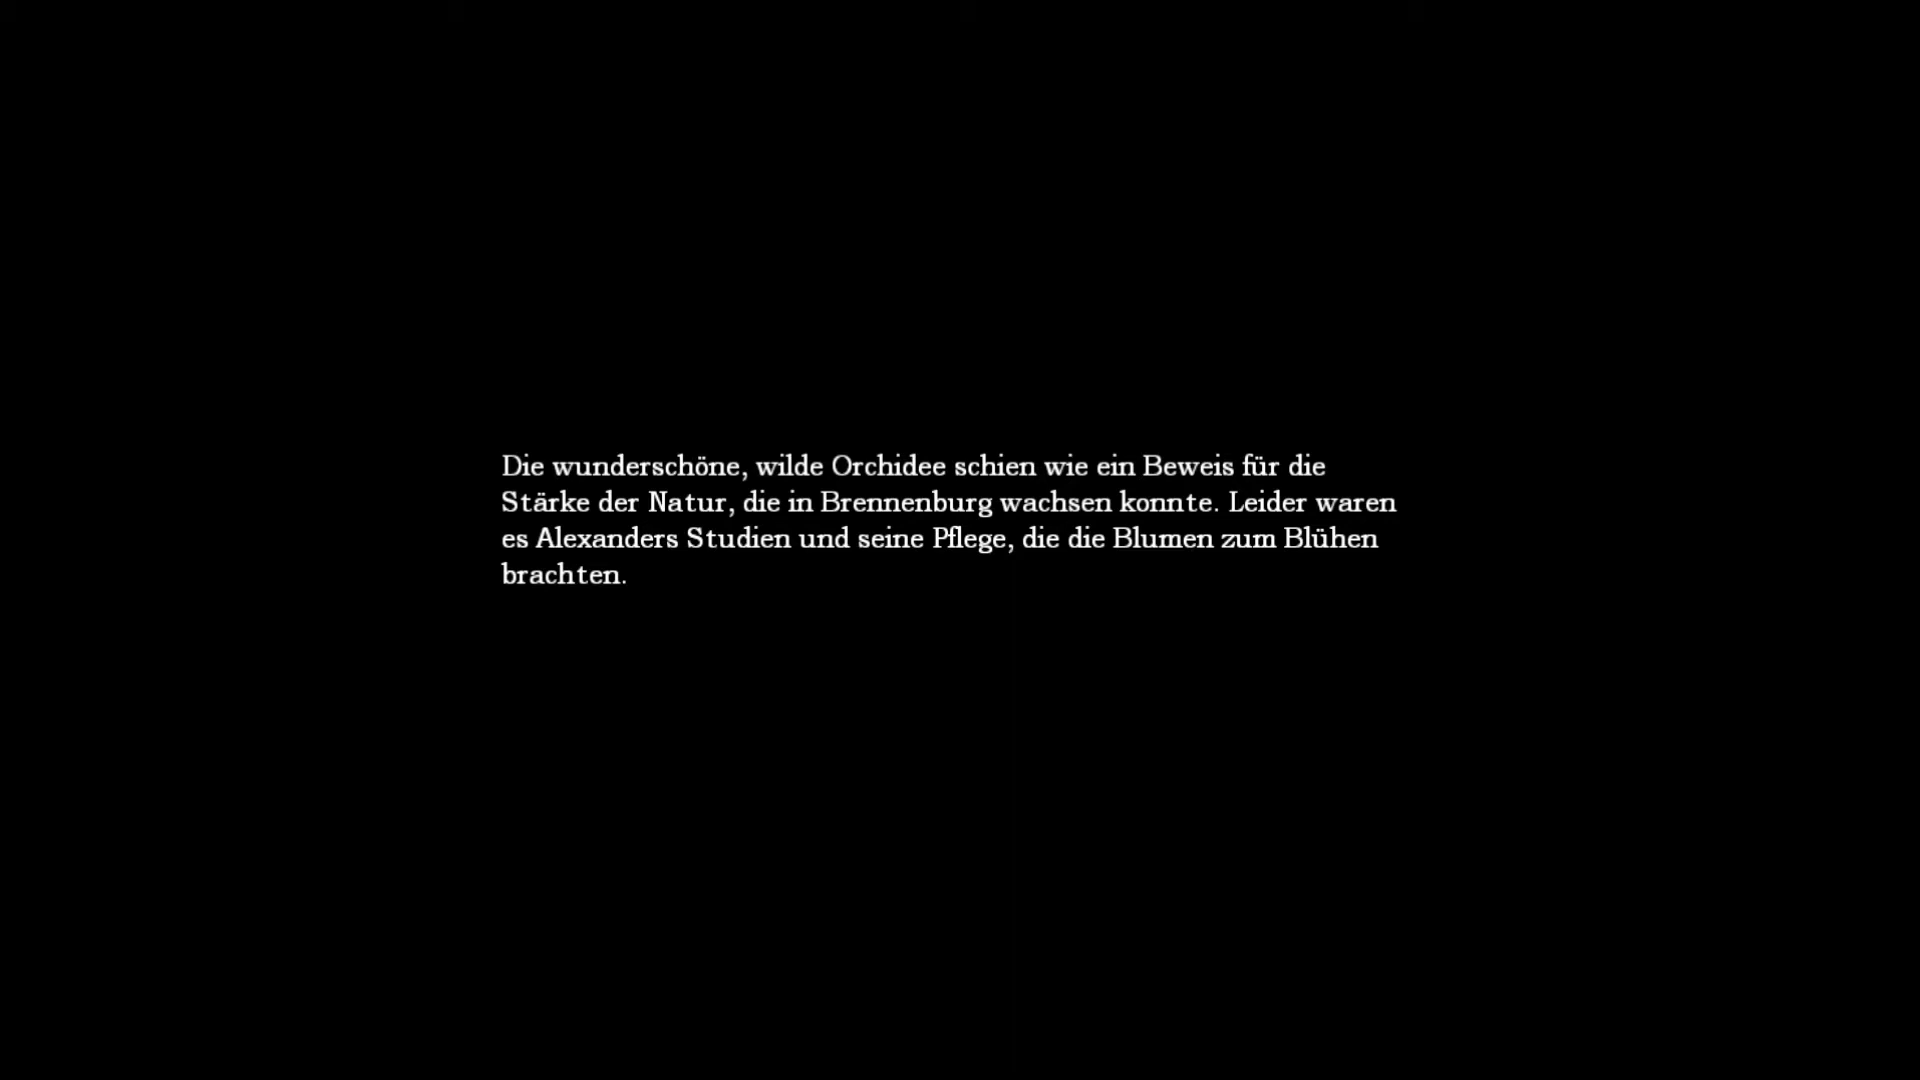 Die wunderschöne, wilde Orchidee schien wie ein Beweis für die
Stärke der Natur, die in Brennenburg wachsen konnte. Leider waren
es Alexanders Studien und seine Pflege, die die Blumen zum Blühen
brachten.